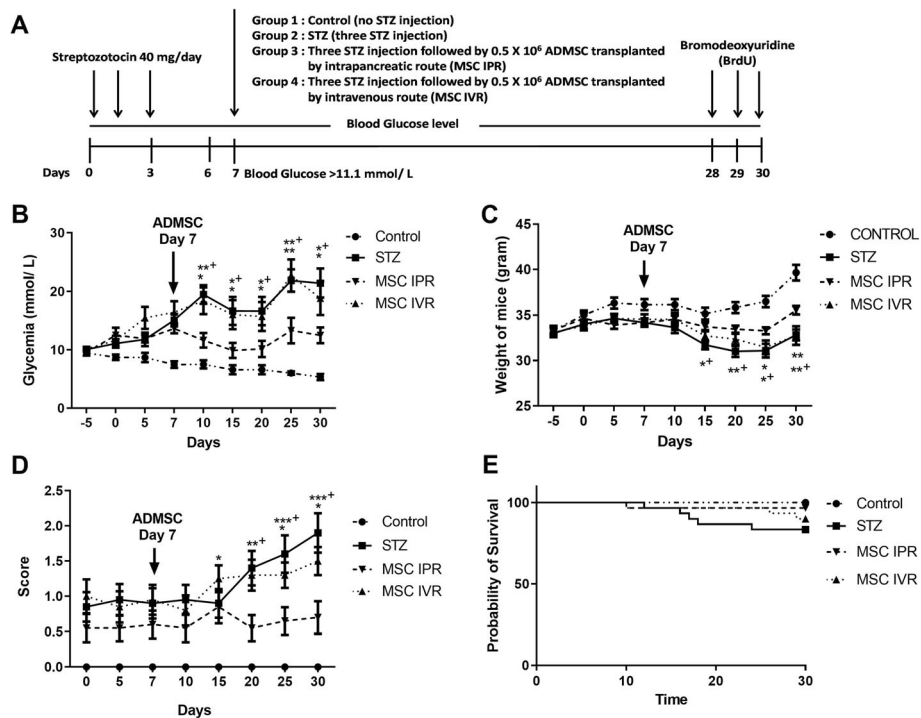 A
Streptozotocin 40 mg/day
Group 1 : Control (no STZ injection)
Group 2 : STZ (three STZ injection)
Group 3 : Three STZ injection followed by 0.5 X 10⁶ ADMSC transplanted
by intrapancreatic route (MSC IPR)
Group 4 : Three STZ injection followed by 0.5 X 10⁶ ADMSC transplanted
by intravenous route (MSC IVR)
Bromodeoxyuridine
(BrdU)
Blood Glucose level
Days 0 3 6 7 Blood Glucose >11.1 mmol/ L 28 29 30
B
ADMSC
Day 7
Glycemia (mmol/ L)
30
20
10
0
**+
*
*+
*
*+
*
**+
**
*+
*
-5 0 5 7 10 15 20 25 30
Days
Control
STZ
MSC IPR
MSC IVR
C
ADMSC
Day 7
Weight of mice (gram)
45
40
35
30
25
*+
**+
*
*+
**
**+
-5 0 5 7 10 15 20 25 30
Days
CONTROL
STZ
MSC IPR
MSC IVR
D
ADMSC
Day 7
Score
2.5
2.0
1.5
1.0
0.5
0.0
*
**+
***+
*
***+
*
0 5 7 10 15 20 25 30
Days
Control
STZ
MSC IPR
MSC IVR
E
Probability of Survival
100
50
0
0 10 20 30
Time
Control
STZ
MSC IPR
MSC IVR